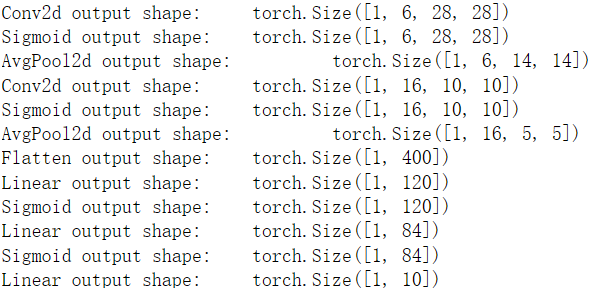 Conv2d output shape: 	 torch.Size([1, 6, 28, 28])
Sigmoid output shape: 	 torch.Size([1, 6, 28, 28])
AvgPool2d output shape: 	 torch.Size([1, 6, 14, 14])
Conv2d output shape: 	 torch.Size([1, 16, 10, 10])
Sigmoid output shape: 	 torch.Size([1, 16, 10, 10])
AvgPool2d output shape: 	 torch.Size([1, 16, 5, 5])
Flatten output shape: 	 torch.Size([1, 400])
Linear output shape: 	 torch.Size([1, 120])
Sigmoid output shape: 	 torch.Size([1, 120])
Linear output shape: 	 torch.Size([1, 84])
Sigmoid output shape: 	 torch.Size([1, 84])
Linear output shape: 	 torch.Size([1, 10])